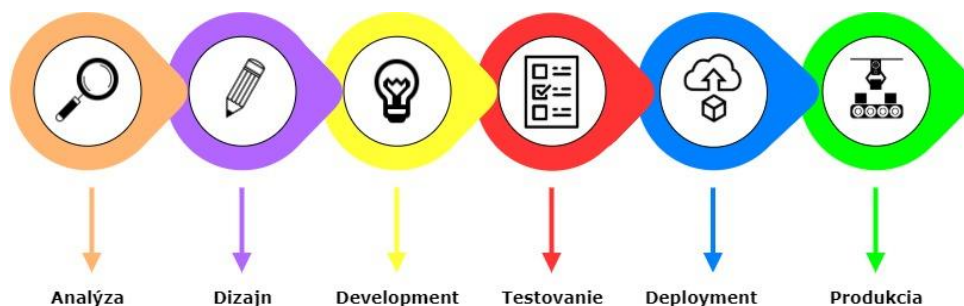 Analýza
Dizajn
Development
Testovanie
Deployment
Produkcia